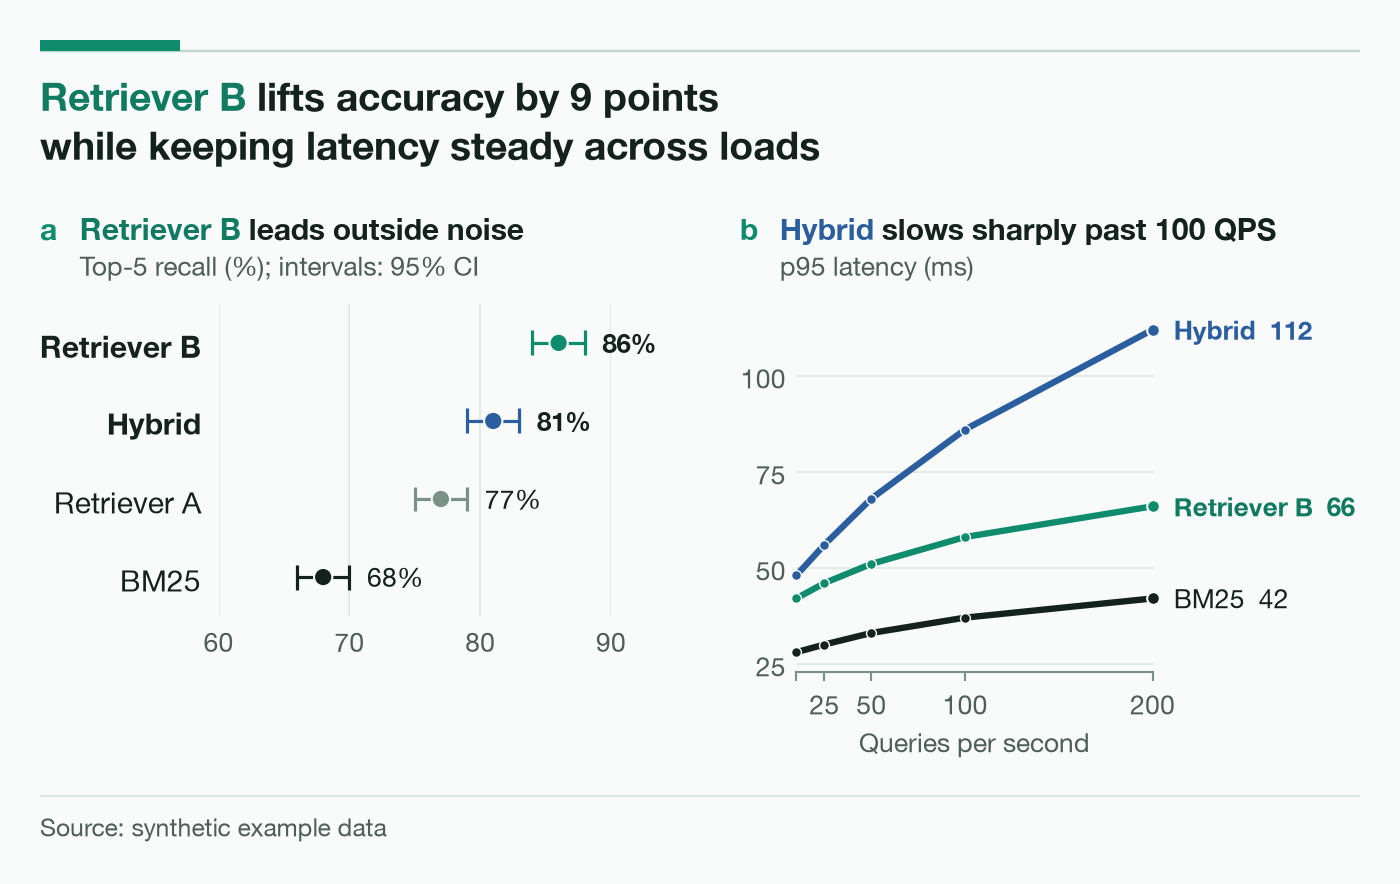 Retriever B lifts accuracy by 9 points
while keeping latency steady across loads
a Retriever B leads outside noise
Top-5 recall (%); intervals: 95% CI
Retriever B 86%
Hybrid 81%
Retriever A 77%
BM25 68%
60 70 80 90
b Hybrid slows sharply past 100 QPS
p95 latency (ms)
Hybrid 112
100
75
Retriever B 66
50
BM25 42
25
25 50 100 200
Queries per second
Source: synthetic example data